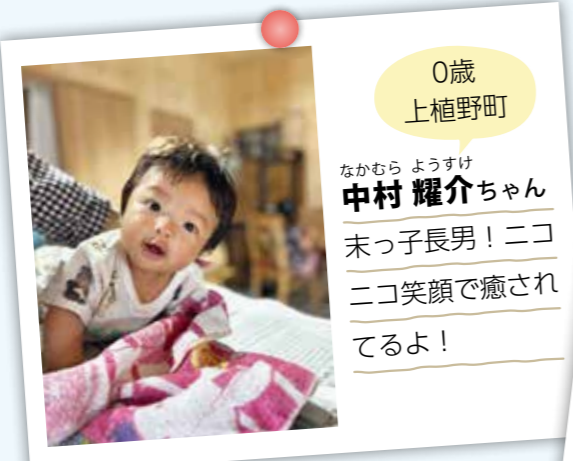 0歳
上植野町
なかむら ようすけ
中村 耀介ちゃん
末っ子長男！ニコ
ニコ笑顔で癒され
てるよ！